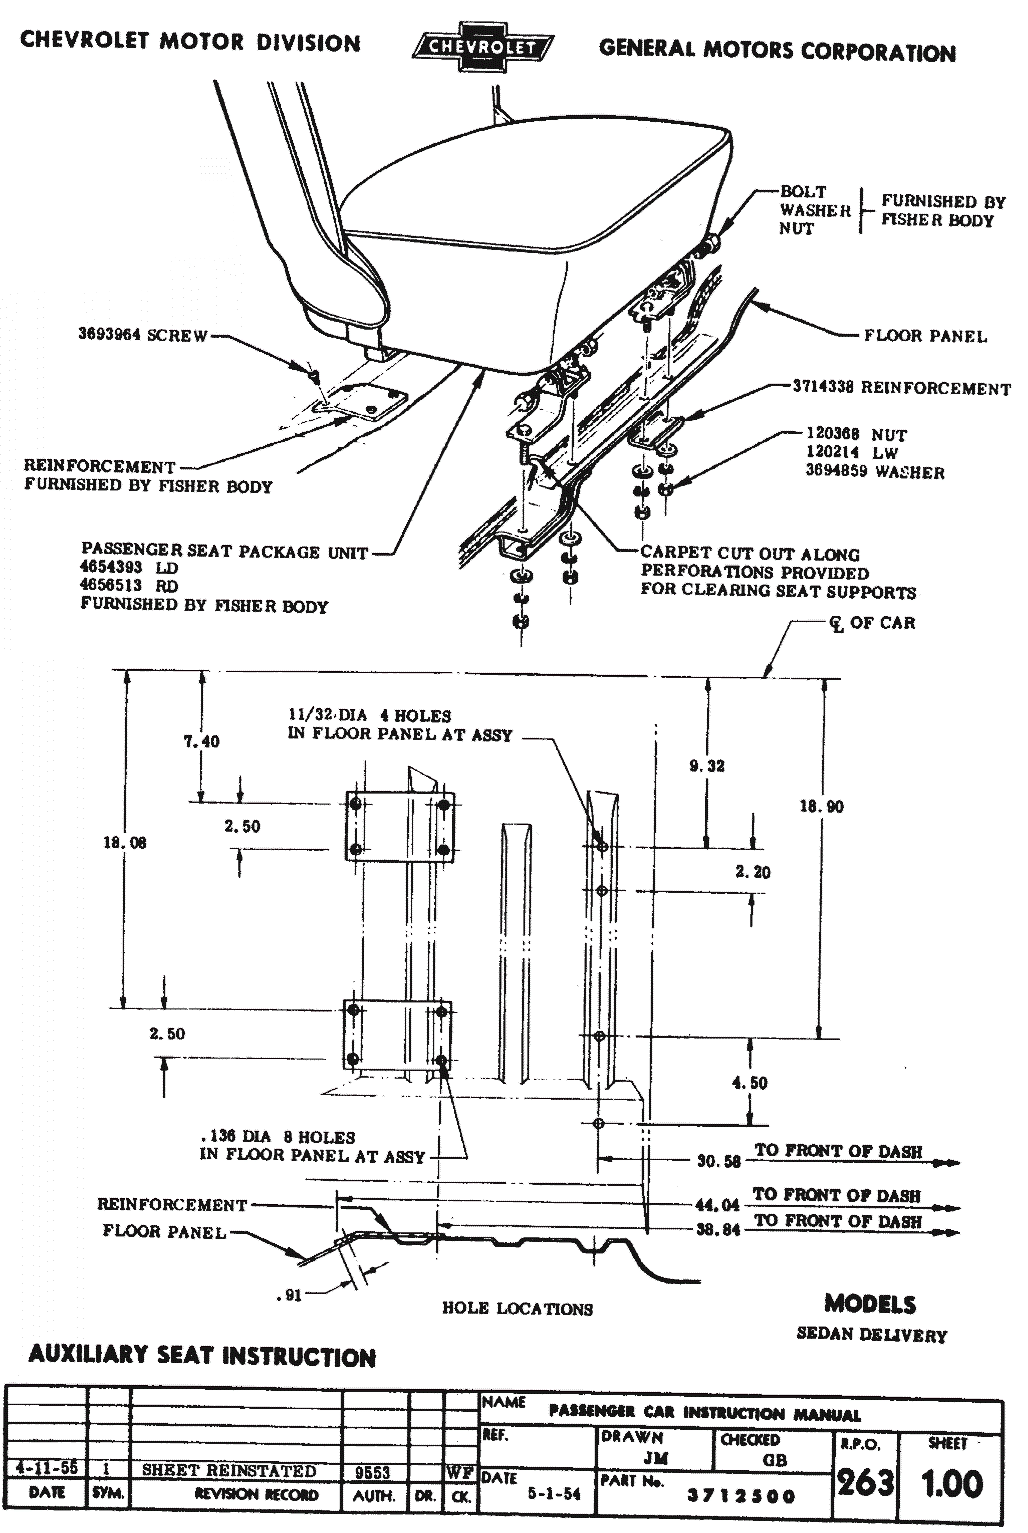 CHEVROLET MOTOR DIVISION
CHEVROLET
GENERAL MOTORS CORPORATION
BOLT
WASHER
NUT
FURNISHED BY
FISHER BODY
3693964 SCREW
FLOOR PANEL
3714338 REINFORCEMENT
120368 NUT
120214 LW
3694859 WASHER
REINFORCEMENT
FURNISHED BY FISHER BODY
PASSENGER SEAT PACKAGE UNIT
4654393 LD
4656513 RD
FURNISHED BY FISHER BODY
CARPET CUT OUT ALONG
PERFORATIONS PROVIDED
FOR CLEARING SEAT SUPPORTS
℄ OF CAR
11/32 DIA 4 HOLES
IN FLOOR PANEL AT ASSY
7.40
9.32
18.90
2.50
18.08
2.20
2.50
4.50
.136 DIA 8 HOLES
IN FLOOR PANEL AT ASSY
30.58 TO FRONT OF DASH
44.04 TO FRONT OF DASH
38.84 TO FRONT OF DASH
REINFORCEMENT
FLOOR PANEL
.91
HOLE LOCATIONS
MODELS
SEDAN DELIVERY
AUXILIARY SEAT INSTRUCTION
NAME PASSENGER CAR INSTRUCTION MANUAL
REF. DRAWN JM CHECKED GB R.P.O. 263 SHEET 1.00
4-11-55 1 SHEET REINSTATED 9553 WF
DATE SYM. REVISION RECORD AUTH. DR. CK.
DATE 5-1-54 PART No. 3712500